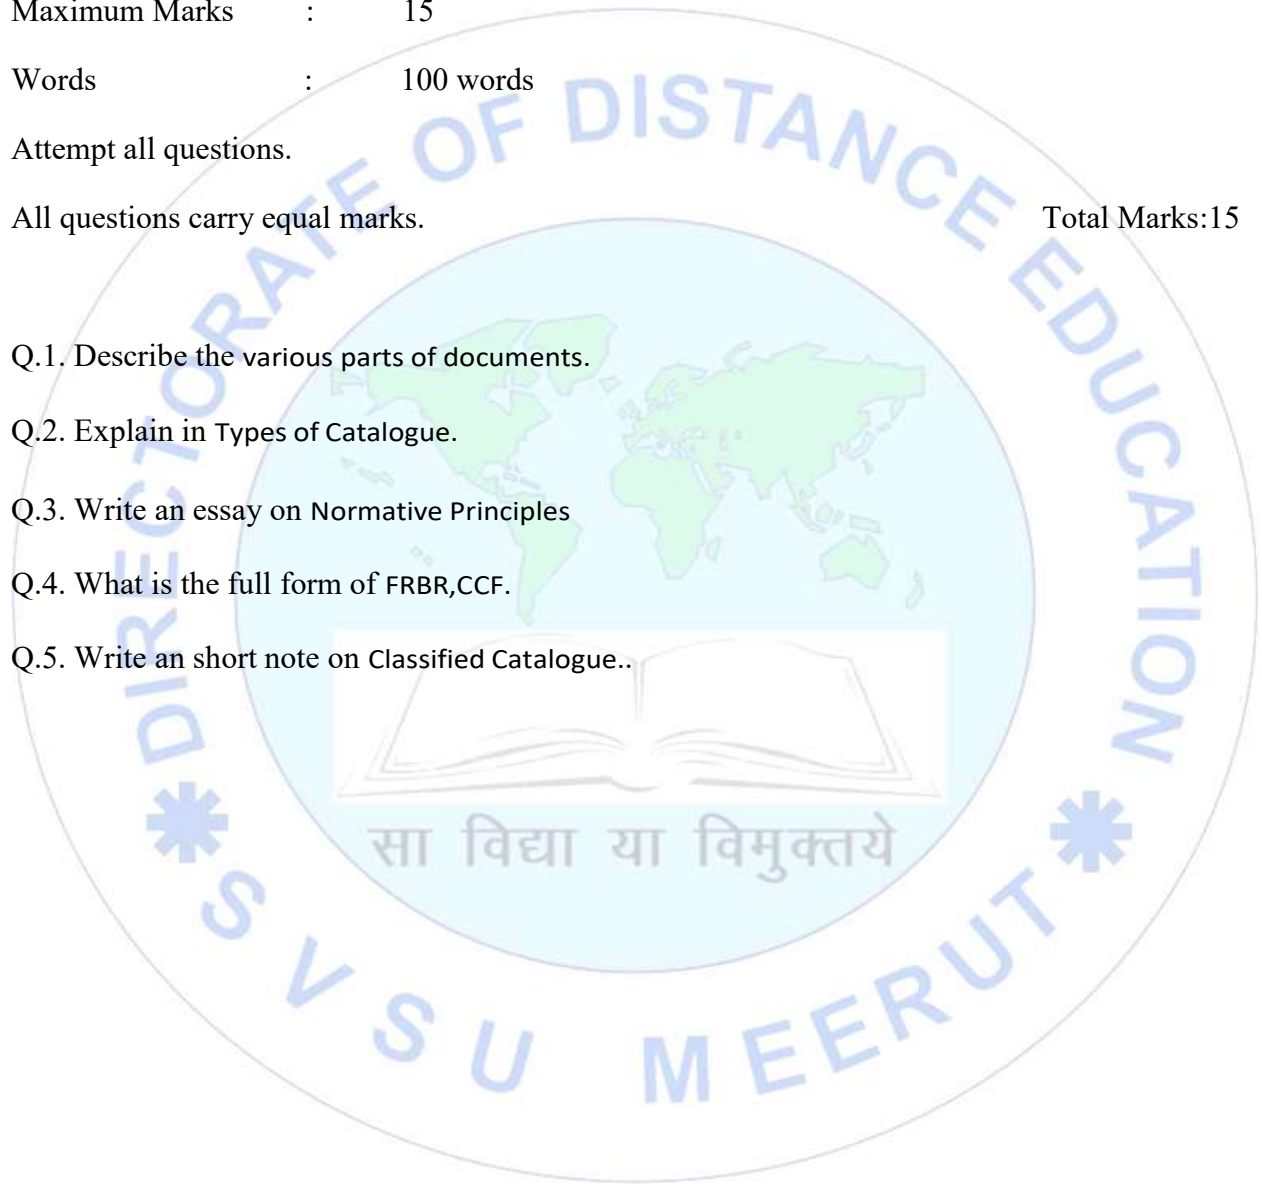 Maximum Marks : 15
Words : 100 words
Attempt all questions.
All questions carry equal marks. Total Marks:15
Q.1. Describe the various parts of documents.
Q.2. Explain in Types of Catalogue.
Q.3. Write an essay on Normative Principles
Q.4. What is the full form of FRBR,CCF.
Q.5. Write an short note on Classified Catalogue..
DIRECTORATE OF DISTANCE EDUCATION
सा विद्या या विमुक्तये
* S V S U MEERUT *